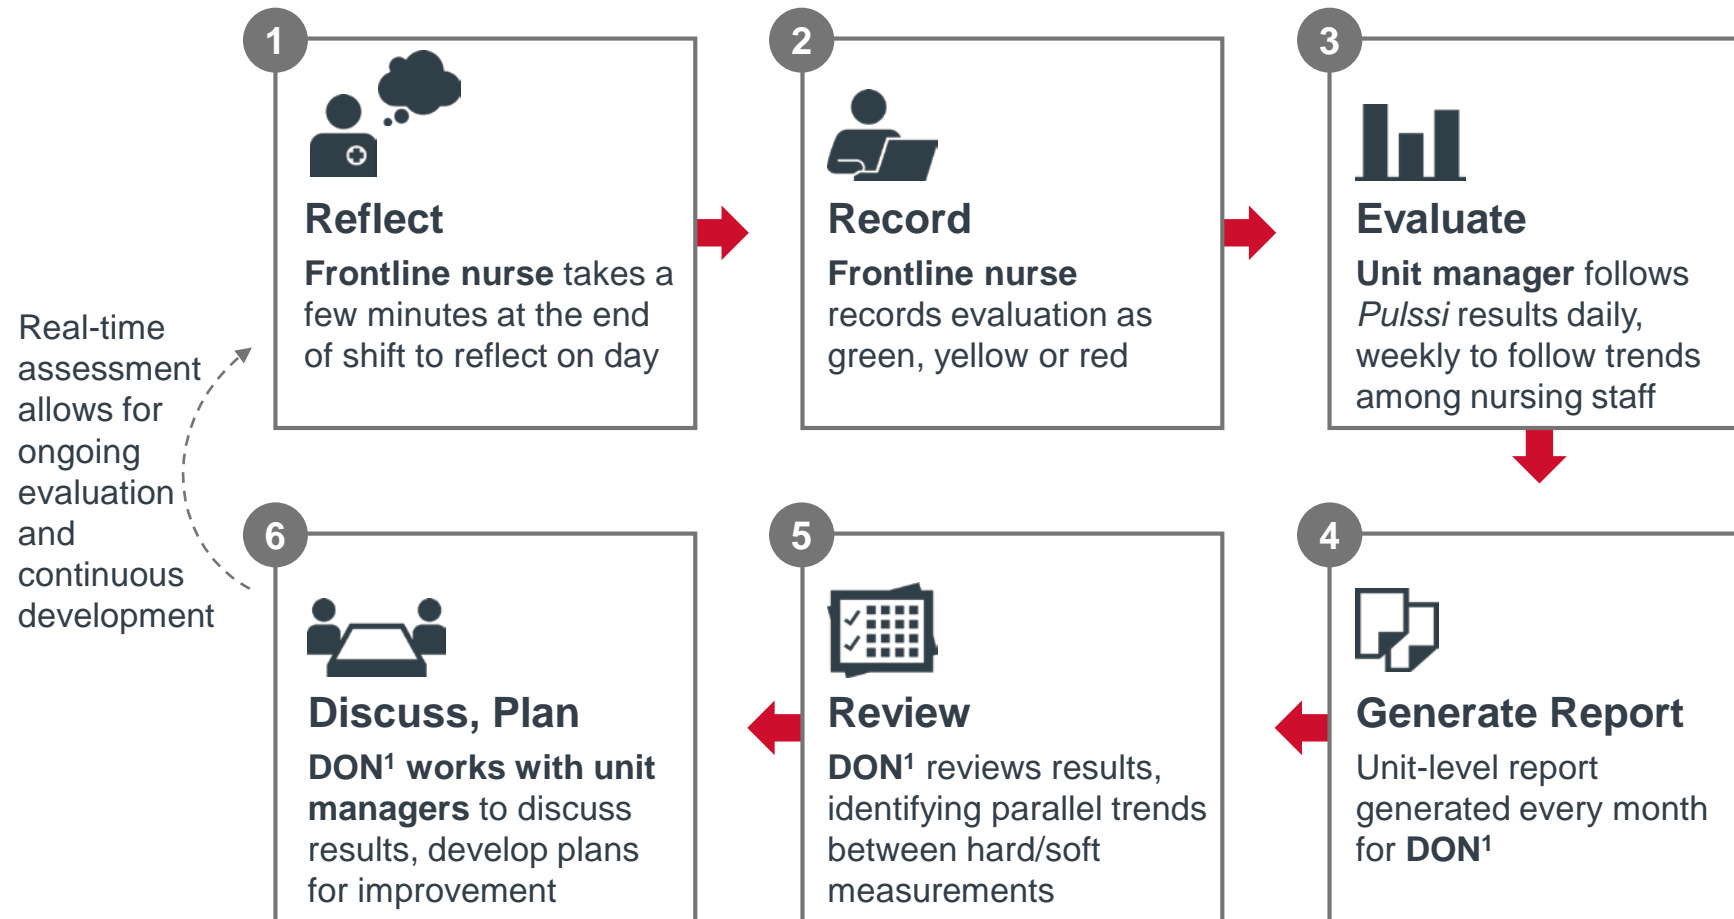 1
Reflect
Frontline nurse takes a
few minutes at the end
of shift to reflect on day
2
Record
Frontline nurse
records evaluation as
green, yellow or red
3
Evaluate
Unit manager follows
Pulssi results daily,
weekly to follow trends
among nursing staff
Real-time
assessment
allows for
ongoing
evaluation
and
continuous
development
4
Generate Report
Unit-level report
generated every month
for DON¹
5
Review
DON¹ reviews results,
identifying parallel trends
between hard/soft
measurements
6
Discuss, Plan
DON¹ works with unit
managers to discuss
results, develop plans
for improvement